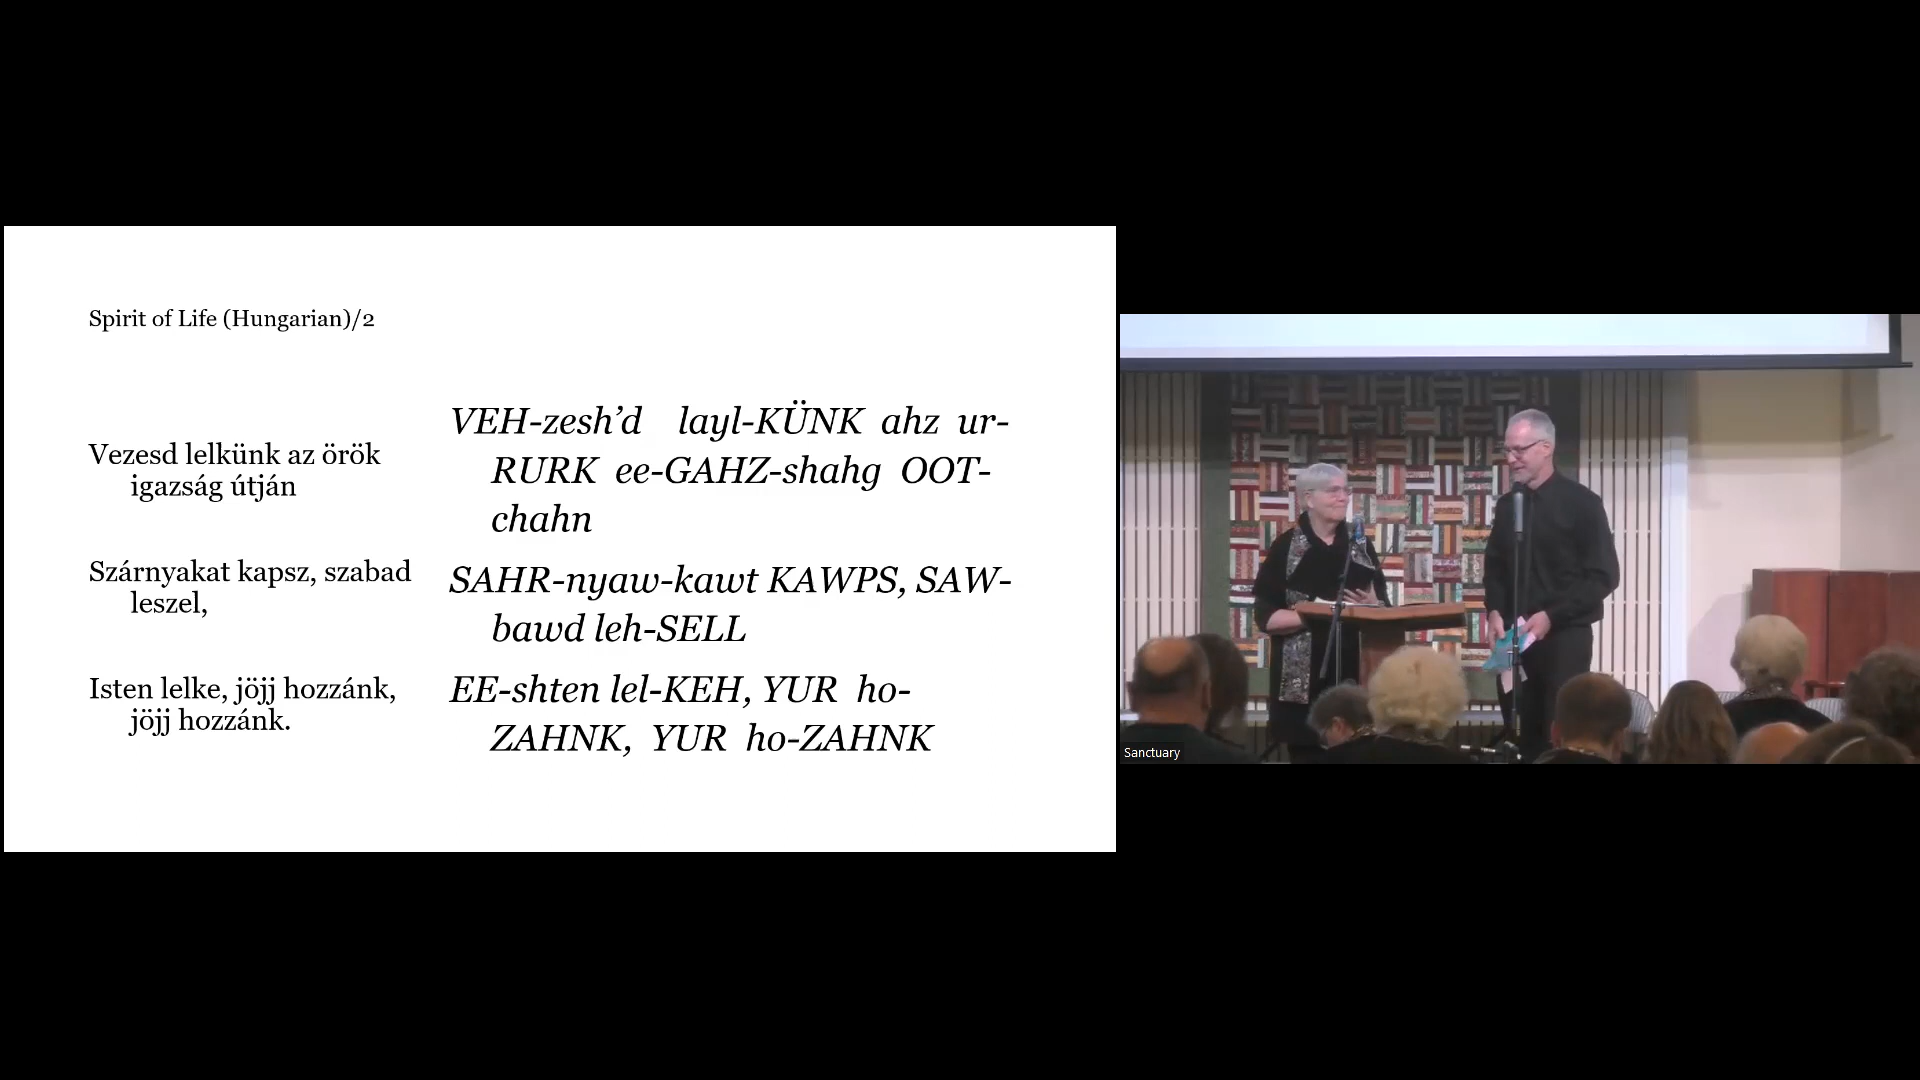 Spirit of Life (Hungarian)/2
Vezesd lelkünk az örök
igazság útján
VEH-zesh’d layl-KÜNK ahz ur-
RURK ee-GAHZ-shahg OOT-
chahn
Szárnyakat kapsz, szabad
leszel,
SAHR-nyaw-kawt KAWPS, SAW-
bawd leh-SELL
Isten lelke, jöjj hozzánk,
jöjj hozzánk.
EE-shten lel-KEH, YUR ho-
ZAHNK, YUR ho-ZAHNK
Sanctuary